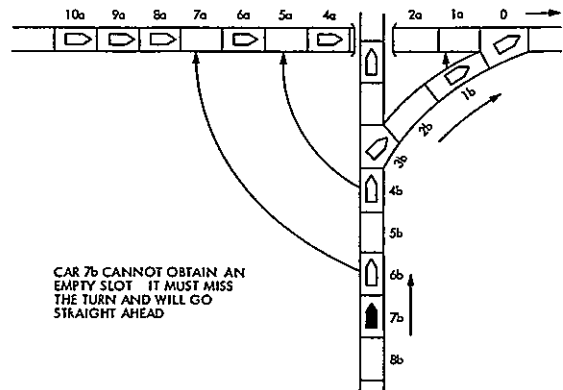 10a 9a 8a 7a 6a 5a 4a 2a 1a 0
1b
2b
3b
4b
5b
6b
7b
8b
CAR 7b CANNOT OBTAIN AN
EMPTY SLOT IT MUST MISS
THE TURN AND WILL GO
STRAIGHT AHEAD